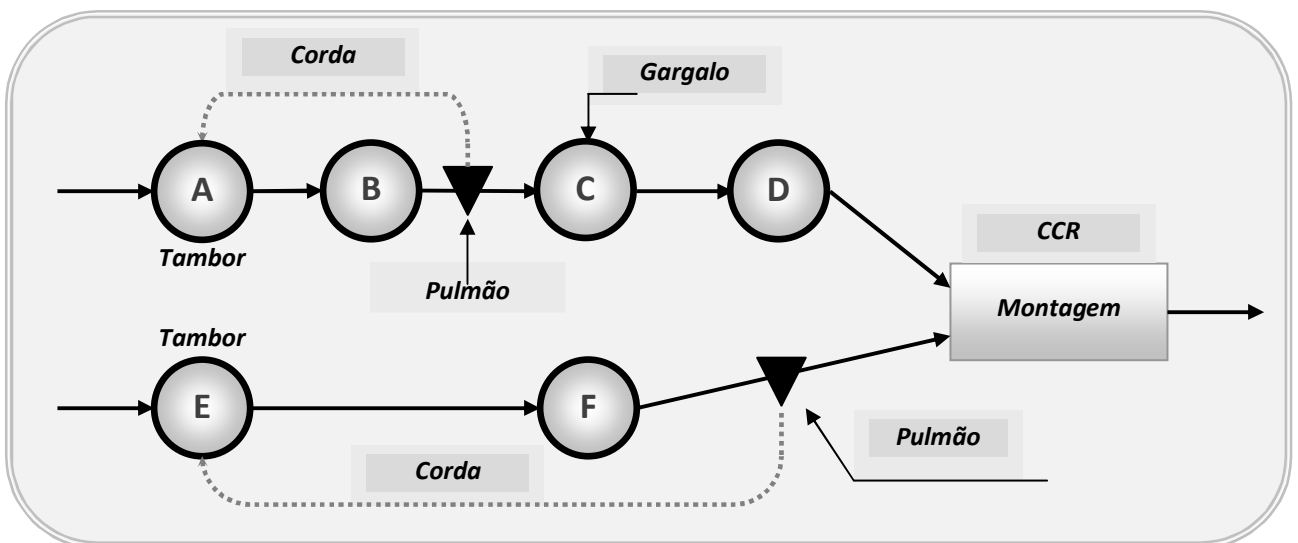 Corda
Gargalo
A
B
C
D
Tambor
CCR
Pulmão
Montagem
Tambor
E
F
Pulmão
Corda